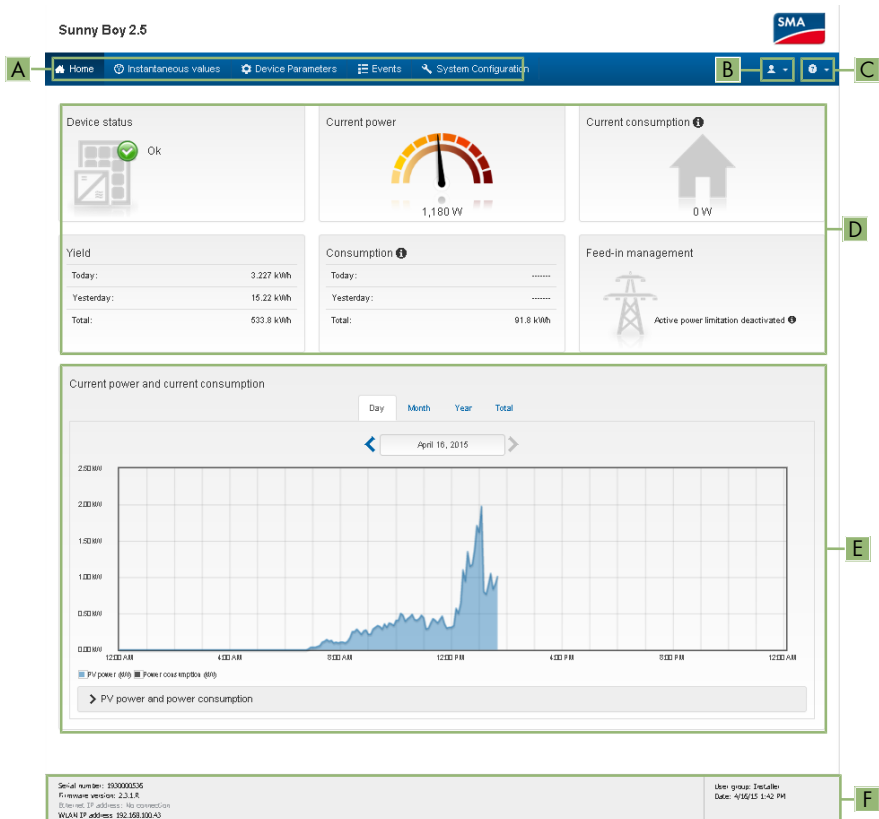 Sunny Boy 2.5
SMA
A
Home Instantaneous values Device Parameters Events System Configuration
B
C
Device status
Ok
Current power
1,180 W
Current consumption
0 W
D
Yield
Today: 3.227 kWh
Yesterday: 15.22 kWh
Total: 533.8 kWh
Consumption
Today: -------
Yesterday: -------
Total: 91.8 kWh
Feed-in management
Active power limitation deactivated
Current power and current consumption
Day Month Year Total
April 16, 2015
2.50 kW
2.00 kW
1.50 kW
1.00 kW
0.50 kW
0.00 kW
E
12:00 AM 4:00 AM 8:00 AM 12:00 PM 4:00 PM 8:00 PM 12:00 AM
PV power (kW) Power consumption (kW)
PV power and power consumption
Serial number: 1930000536
Firmware version: 2.3.1.R
Ethernet IP address: No connection
WLAN IP address 192.168.100.43
User group: Installer
Date: 4/16/15 1:42 PM
F